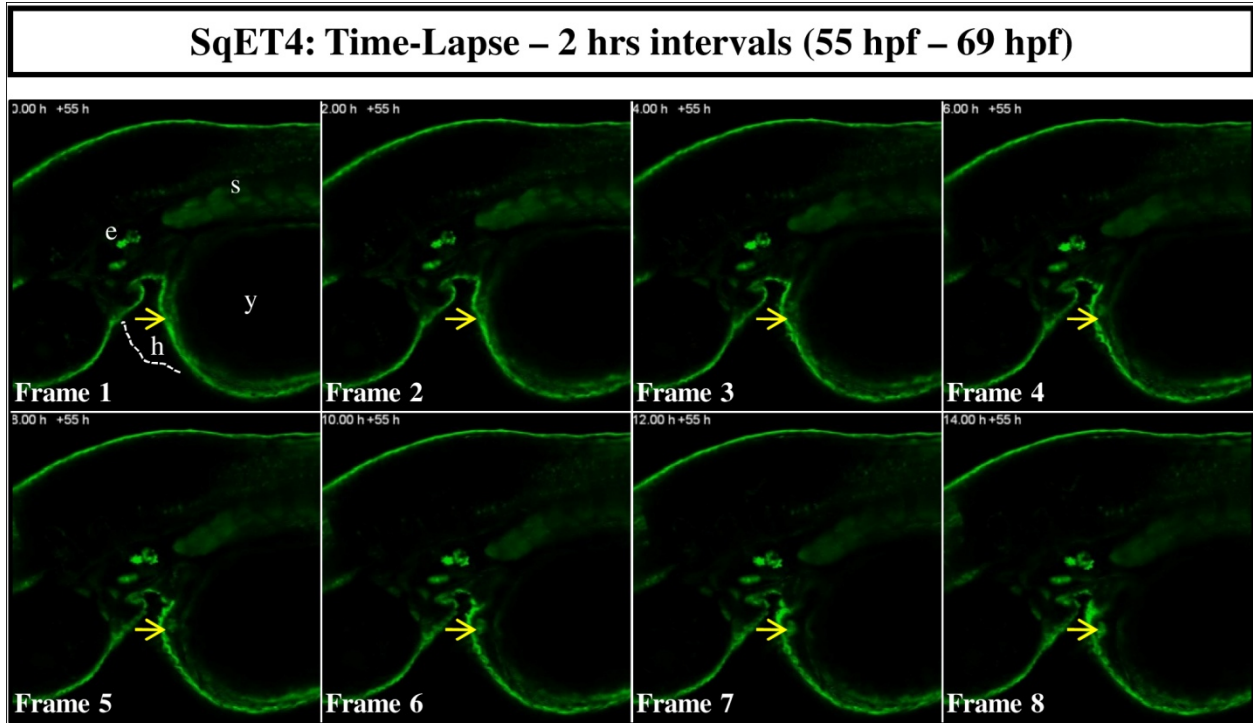 SqET4: Time-Lapse – 2 hrs intervals (55 hpf – 69 hpf)
0.00 h +55 h
2.00 h +55 h
4.00 h +55 h
6.00 h +55 h
s
e
y
h
Frame 1
Frame 2
Frame 3
Frame 4
8.00 h +55 h
10.00 h +55 h
12.00 h +55 h
14.00 h +55 h
Frame 5
Frame 6
Frame 7
Frame 8